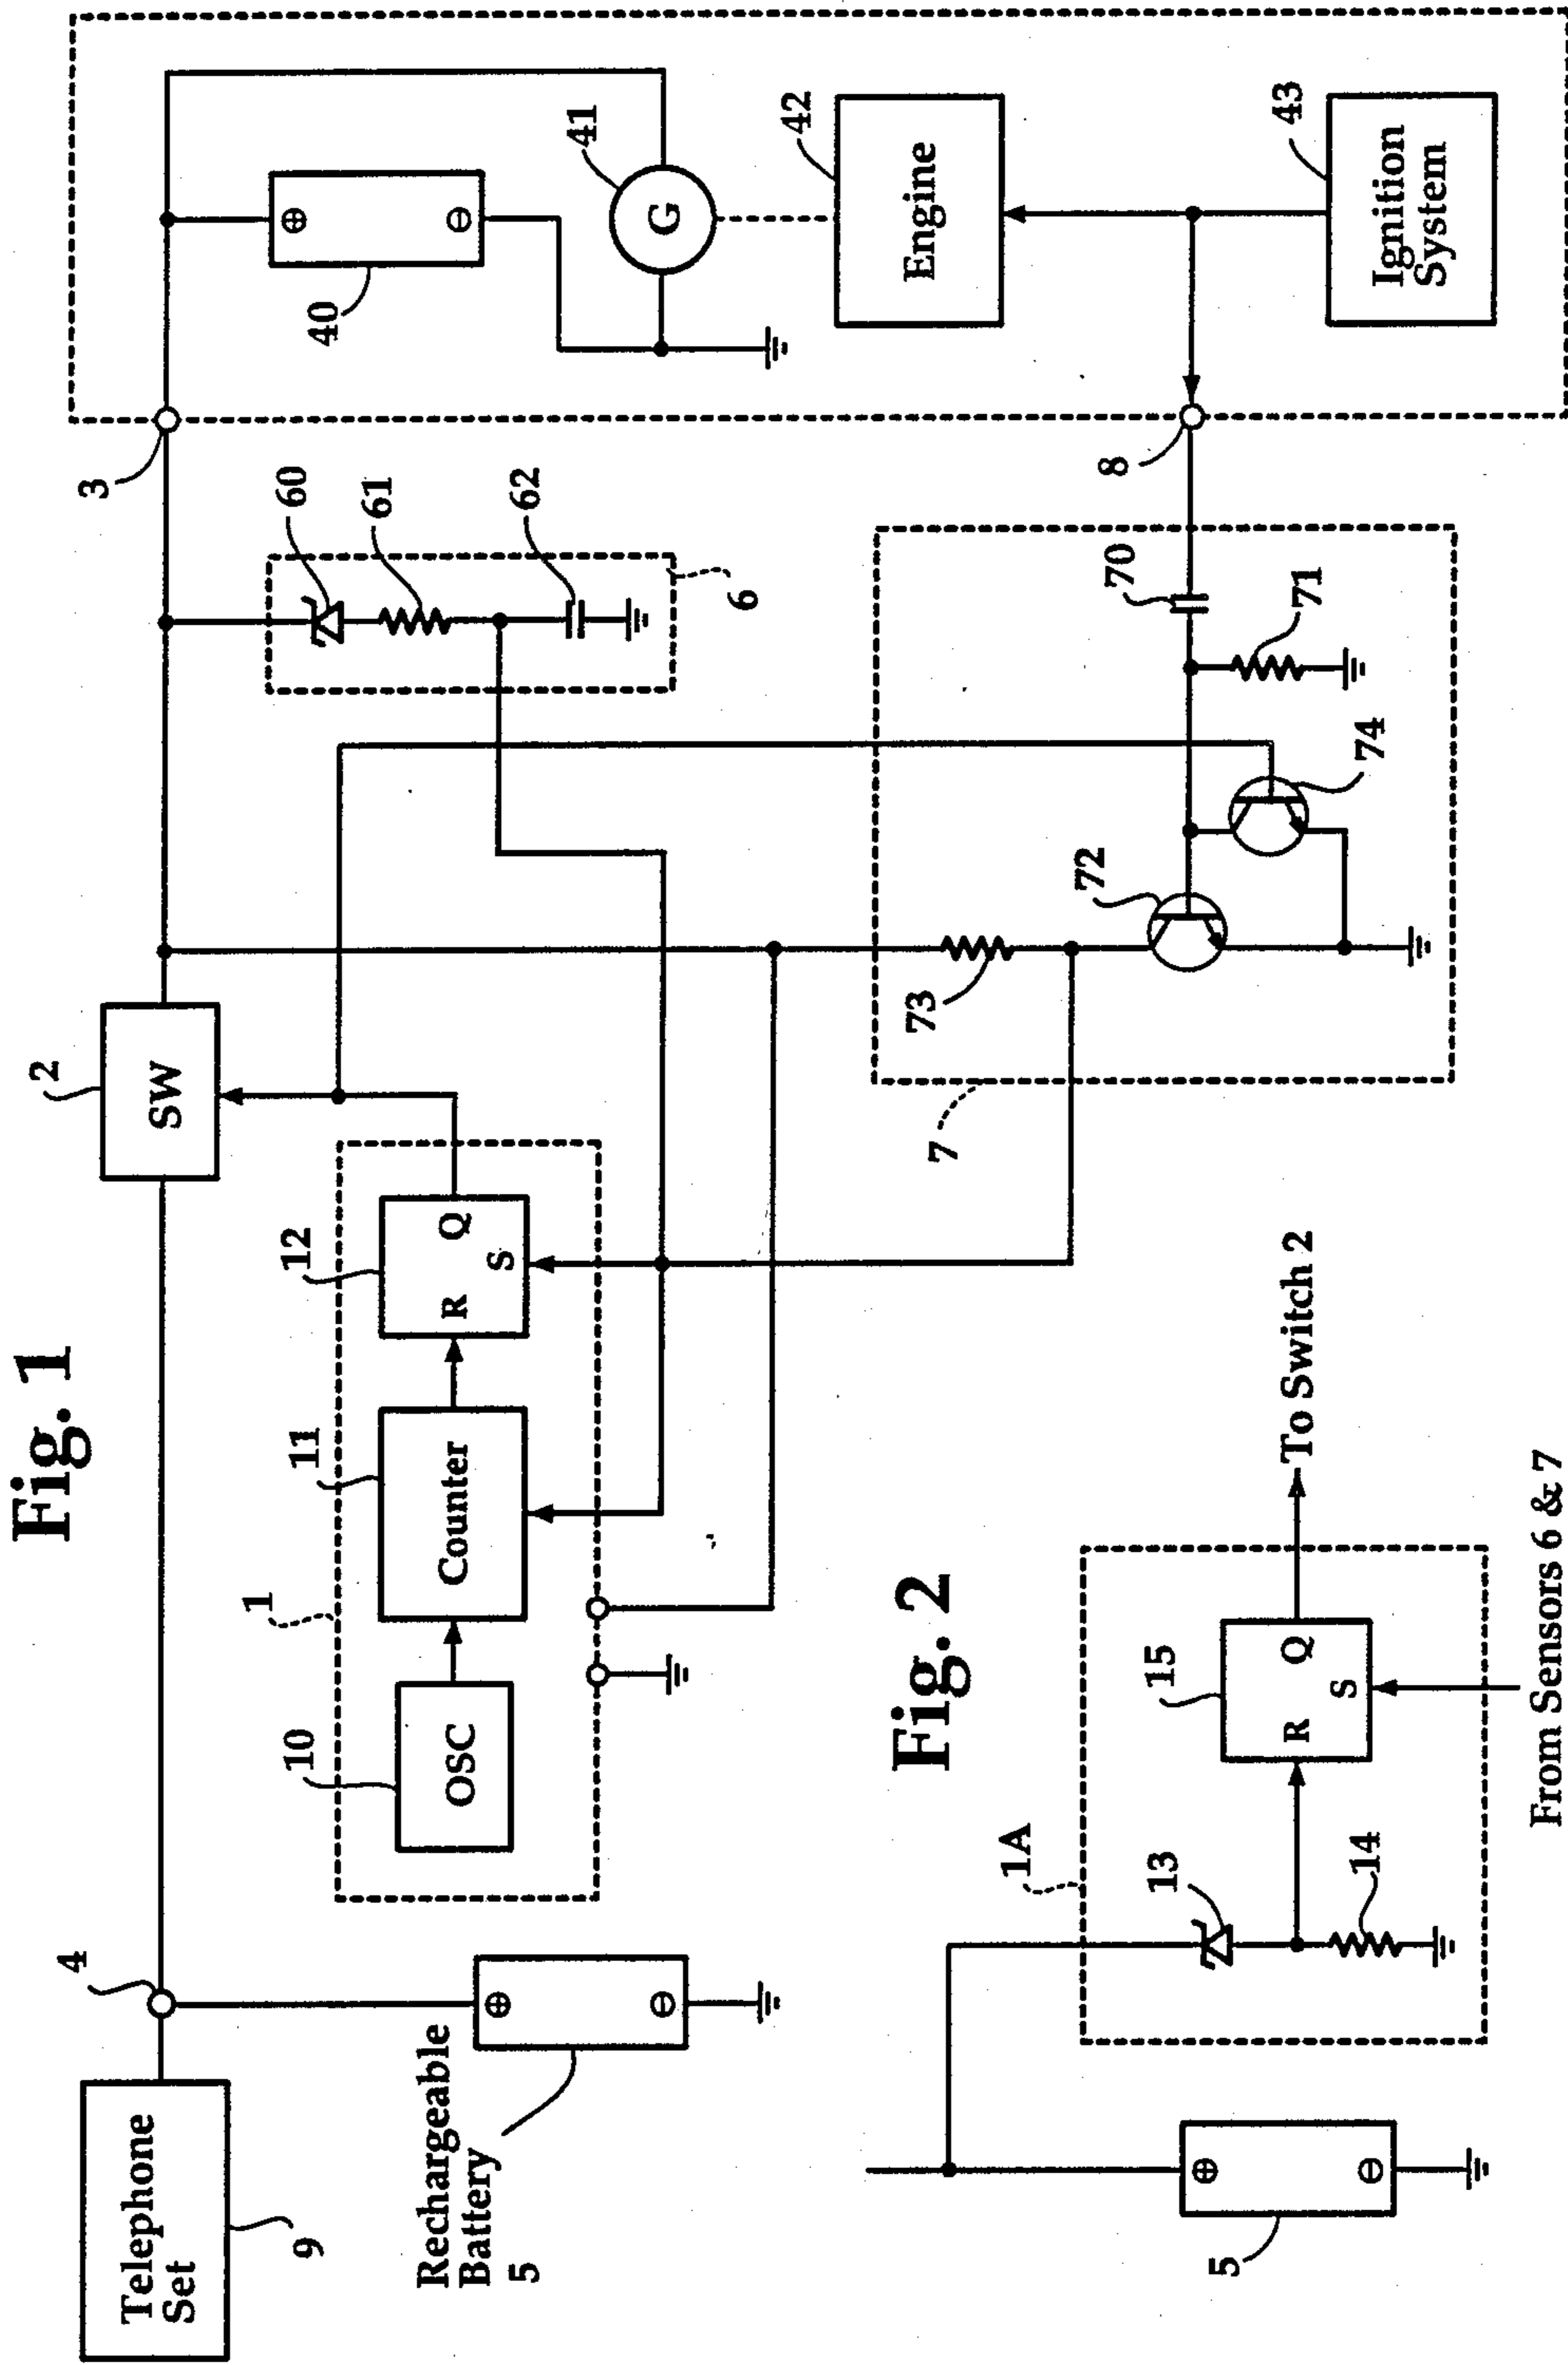 Fig. 1
Telephone
Set
9
4
Rechargeable
Battery
5
1
10
OSC
11
Counter
12
R
Q
S
2
SW
3
60
61
62
6
7
73
72
74
70
71
8
40
41
G
42
Engine
43
Ignition
System
Fig. 2
5
1A
13
14
15
R
Q
S
To Switch 2
From Sensors 6 & 7